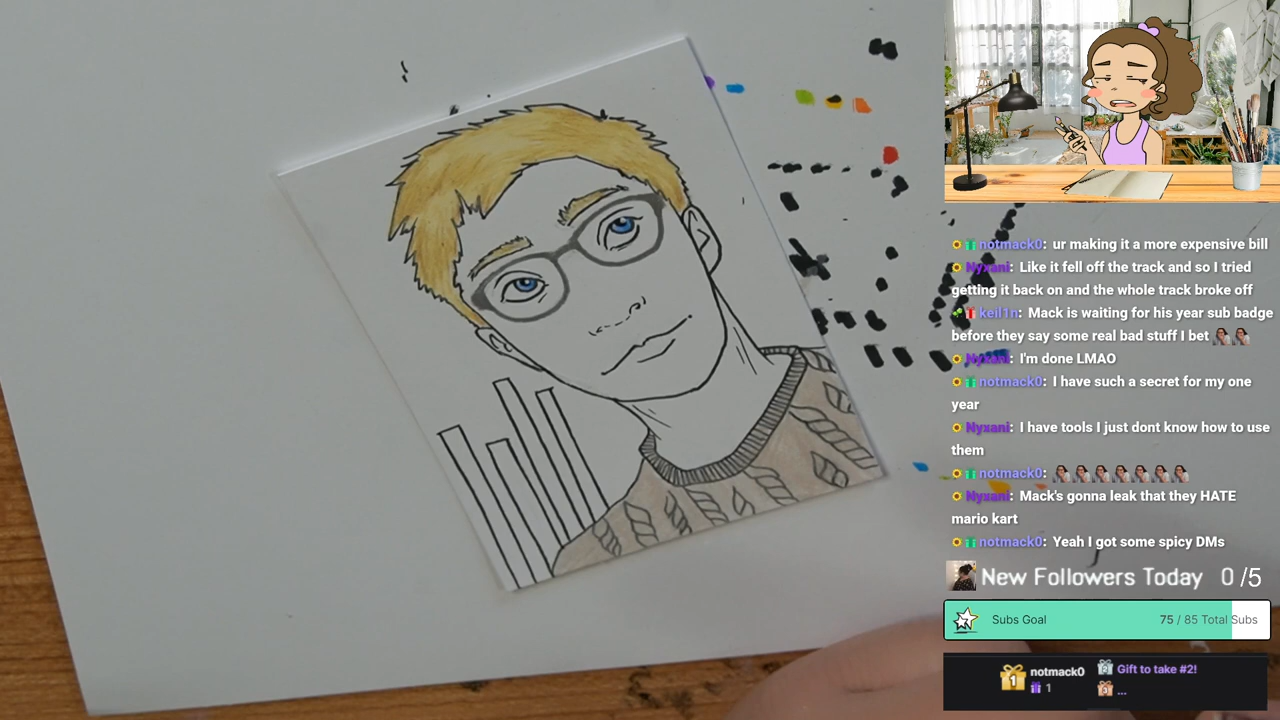 notmack0: ur making it a more expensive bill
Nyxani: Like it fell off the track and so I tried
getting it back on and the whole track broke off
keil1n: Mack is waiting for his year sub badge
before they say some real bad stuff I bet
Nyxani: I'm done LMAO
notmack0: I have such a secret for my one
year
Nyxani: I have tools I just dont know how to use
them
notmack0:
Nyxani: Mack's gonna leak that they HATE
mario kart
notmack0: Yeah I got some spicy DMs
New Followers Today 0 /5
Subs Goal 75 / 85 Total Subs
1 notmack0 1
2 Gift to take #2!
3 ...